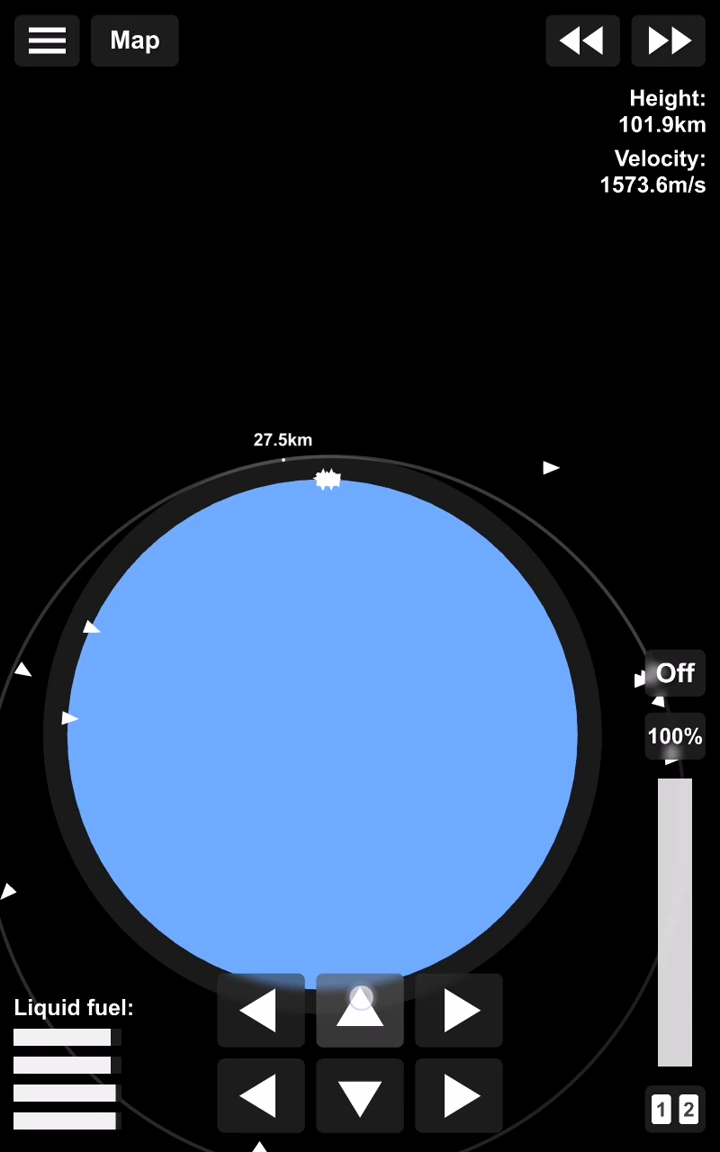 Map
Height:
101.9km
Velocity:
1573.6m/s
27.5km
Off
100%
Liquid fuel:
1 2